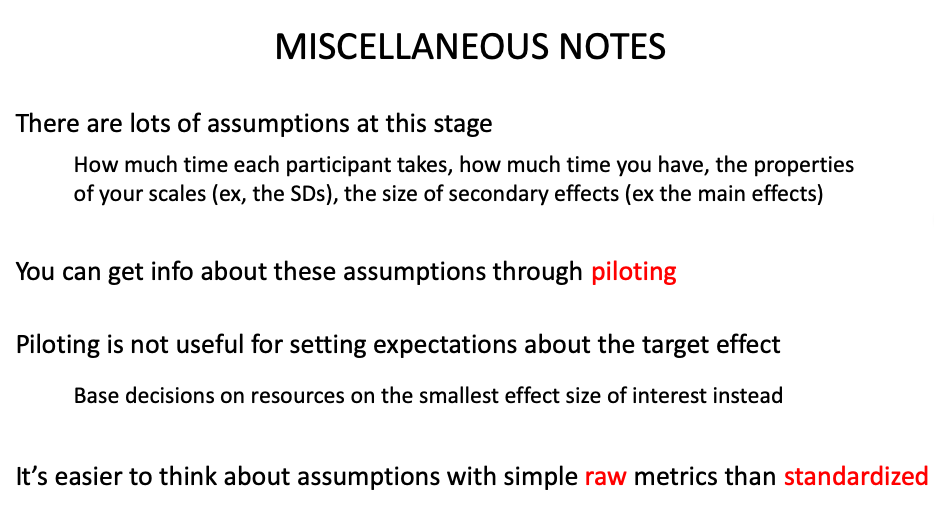 MISCELLANEOUS NOTES
There are lots of assumptions at this stage
How much time each participant takes, how much time you have, the properties
of your scales (ex, the SDs), the size of secondary effects (ex the main effects)
You can get info about these assumptions through piloting
Piloting is not useful for setting expectations about the target effect
Base decisions on resources on the smallest effect size of interest instead
It’s easier to think about assumptions with simple raw metrics than standardized